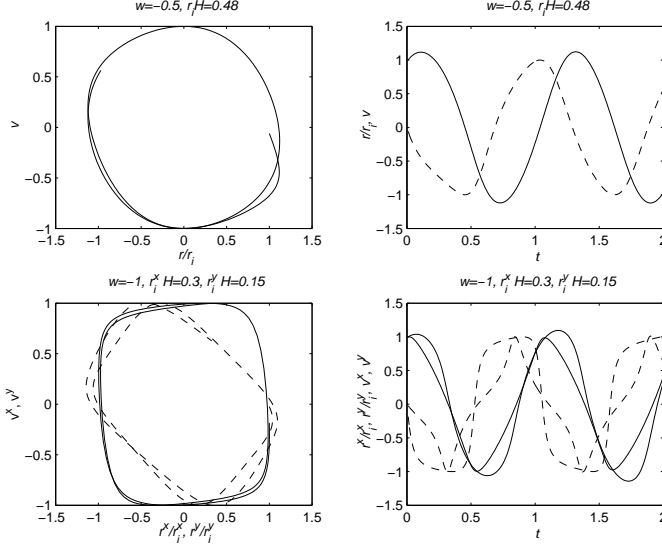 w=−0.5, r_i H=0.48
v
1
0.5
0
−0.5
−1
−1.5 −1 −0.5 0 0.5 1 1.5
r/r_i
w=−0.5, r_i H=0.48
r/r_i, v
1.5
1
0.5
0
−0.5
−1
−1.5
0 0.5 1 1.5 2
t
w=−1, r_i^x H=0.3, r_i^y H=0.15
v^x, v^y
1
0.5
0
−0.5
−1
−1.5 −1 −0.5 0 0.5 1 1.5
r^x/r_i^x, r^y/r_i^y
w=−1, r_i^x H=0.3, r_i^y H=0.15
r^x/r_i^x, r^y/r_i^y, v^x, v^y
1.5
1
0.5
0
−0.5
−1
−1.5
0 0.5 1 1.5 2
t